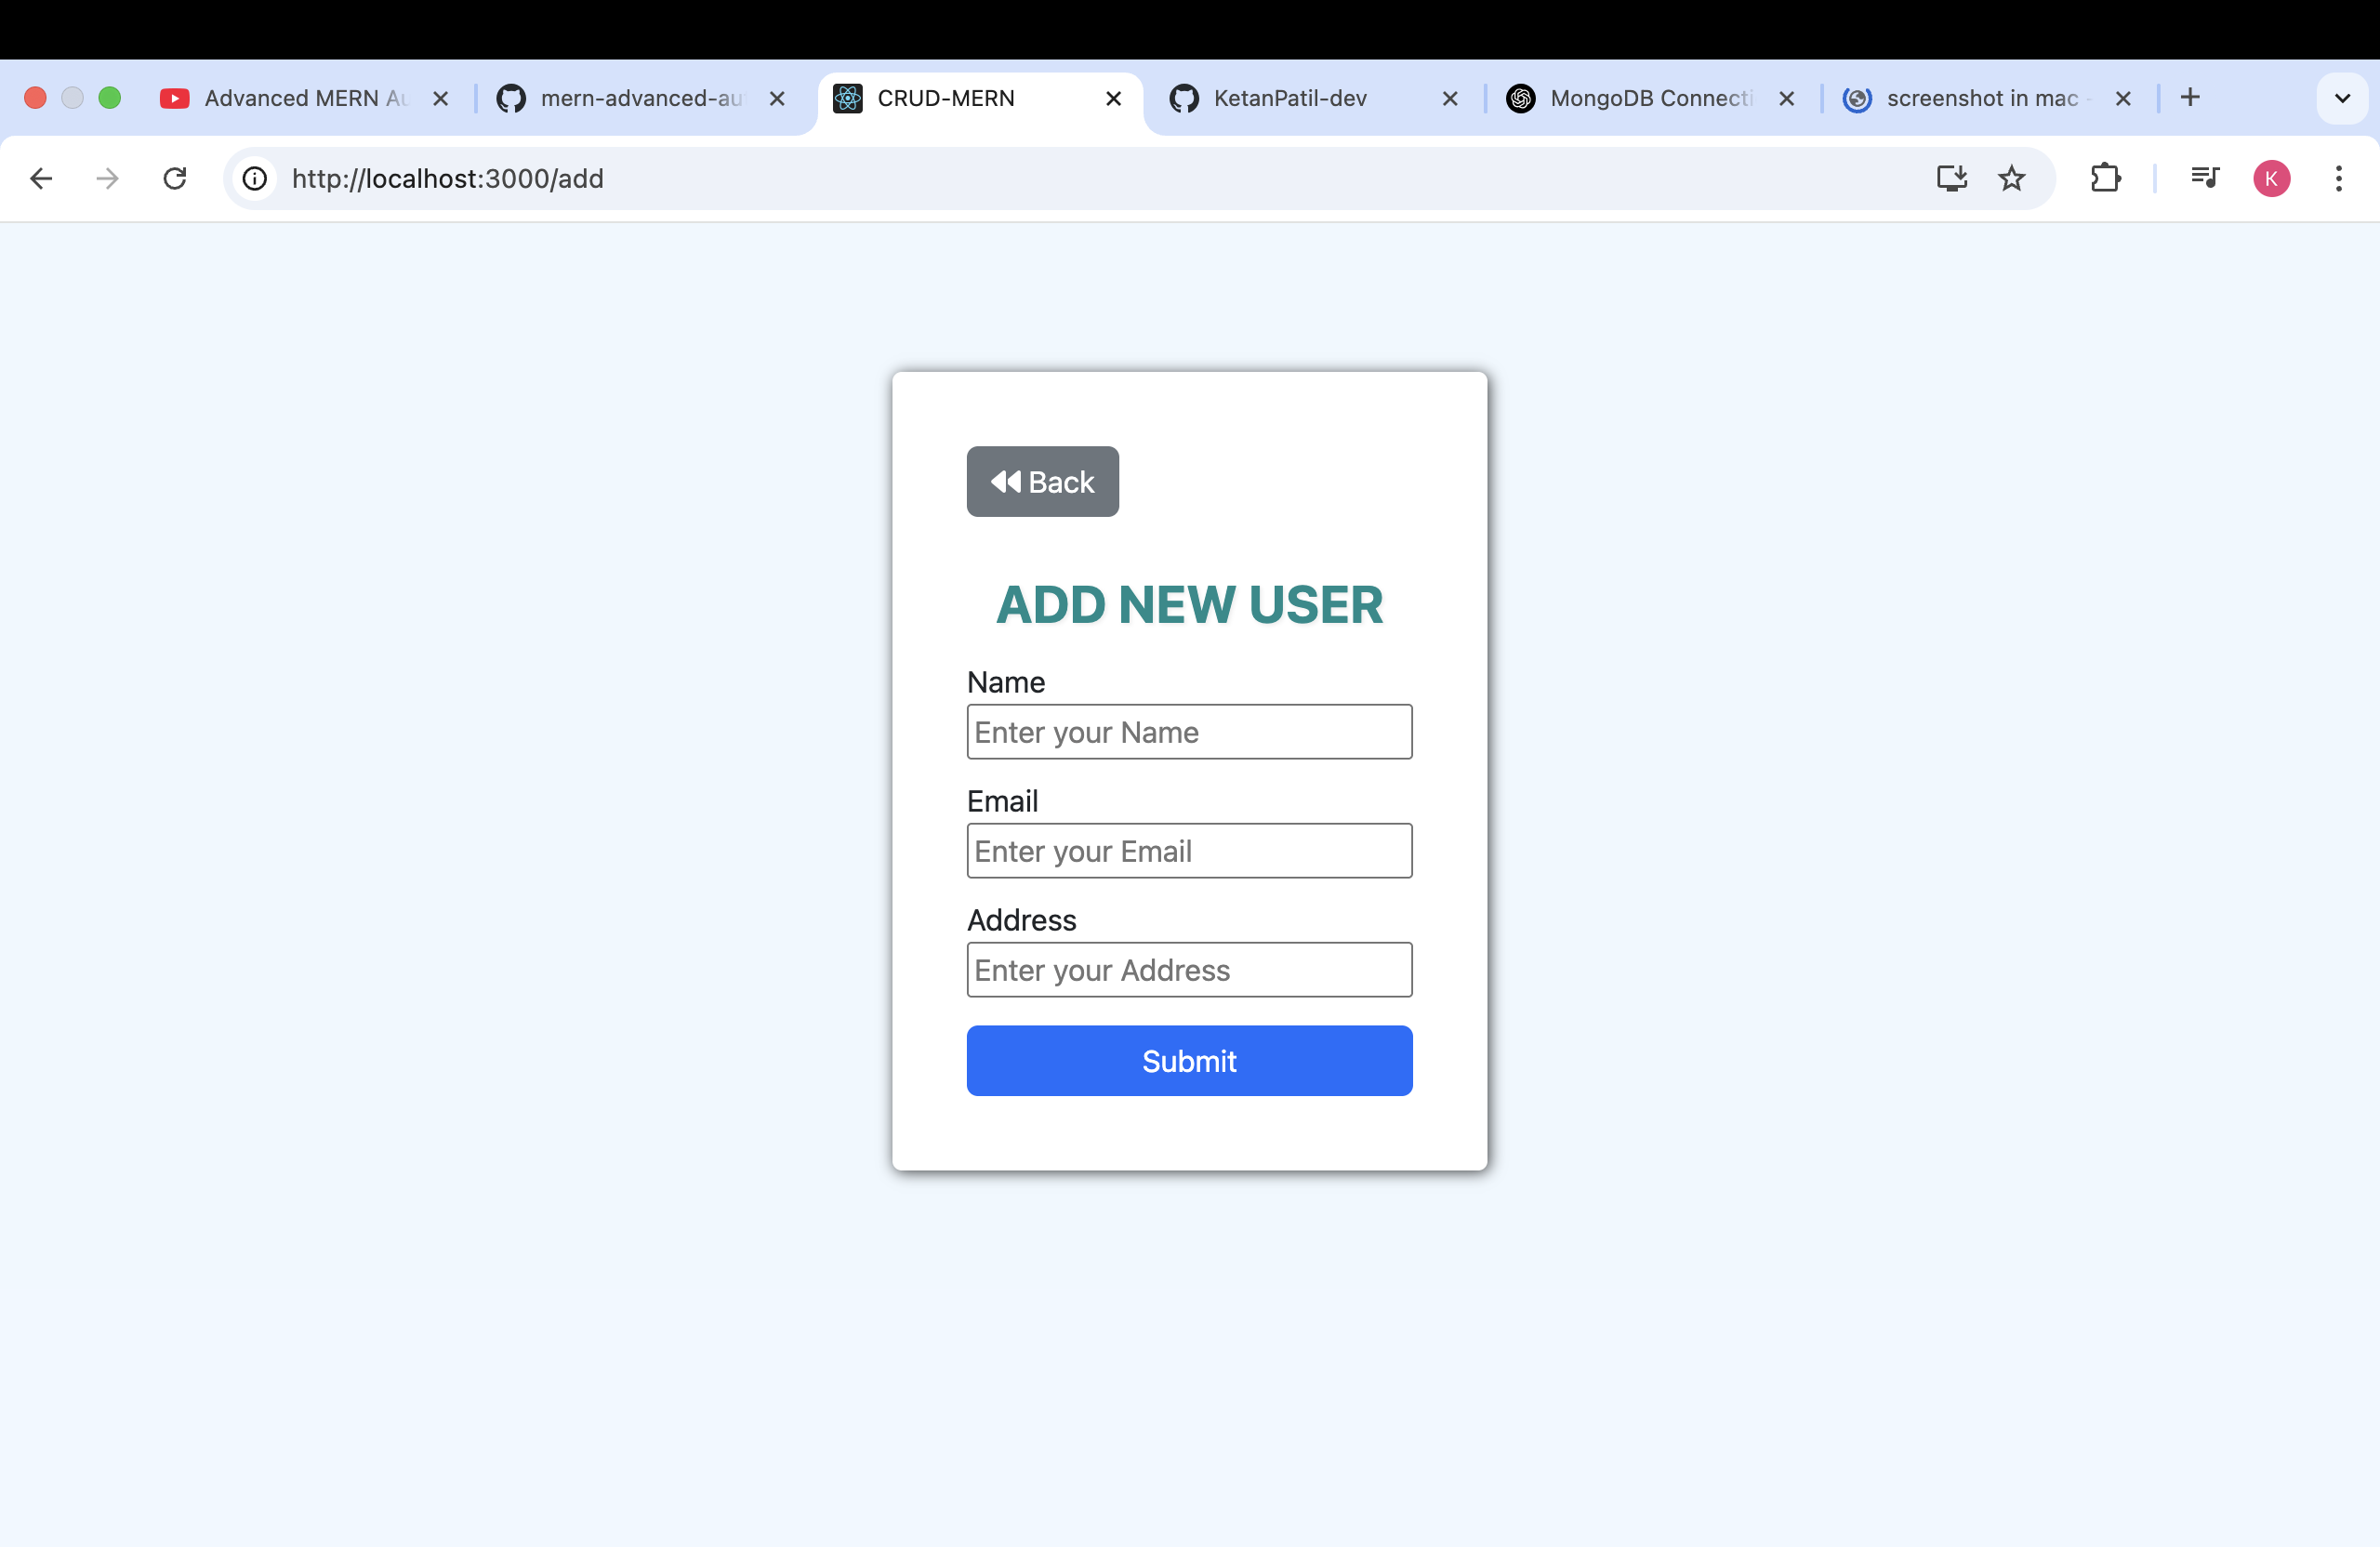 Advanced MERN Au
mern-advanced-au
CRUD-MERN
KetanPatil-dev
MongoDB Connecti
screenshot in mac -
http://localhost:3000/add
K
Back
ADD NEW USER
Name
Enter your Name
Email
Enter your Email
Address
Enter your Address
Submit